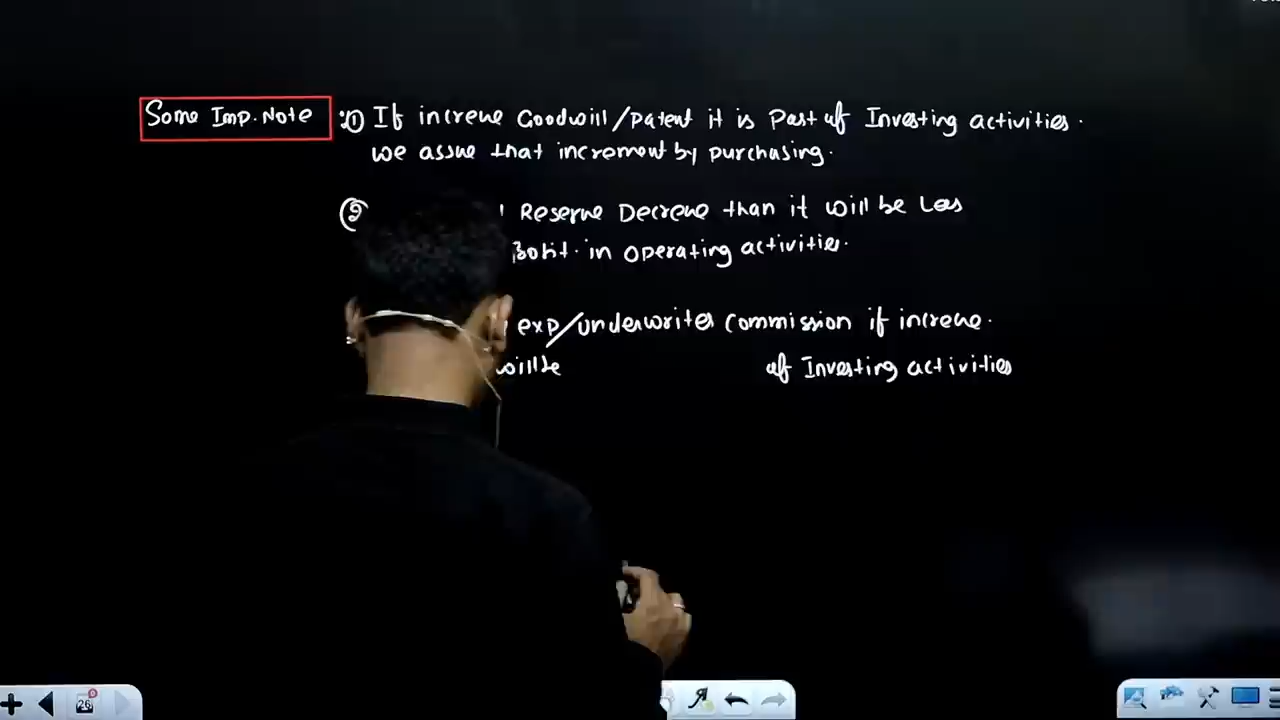 Some Imp. Note :① If increne Goodwill/patent it is Part of Investing activities.
we assue that increment by purchasing.
② Reserve Decrene than it will be Les
in operating activities.
exp/underwriter commission if increne.
will be of Investing activities
26